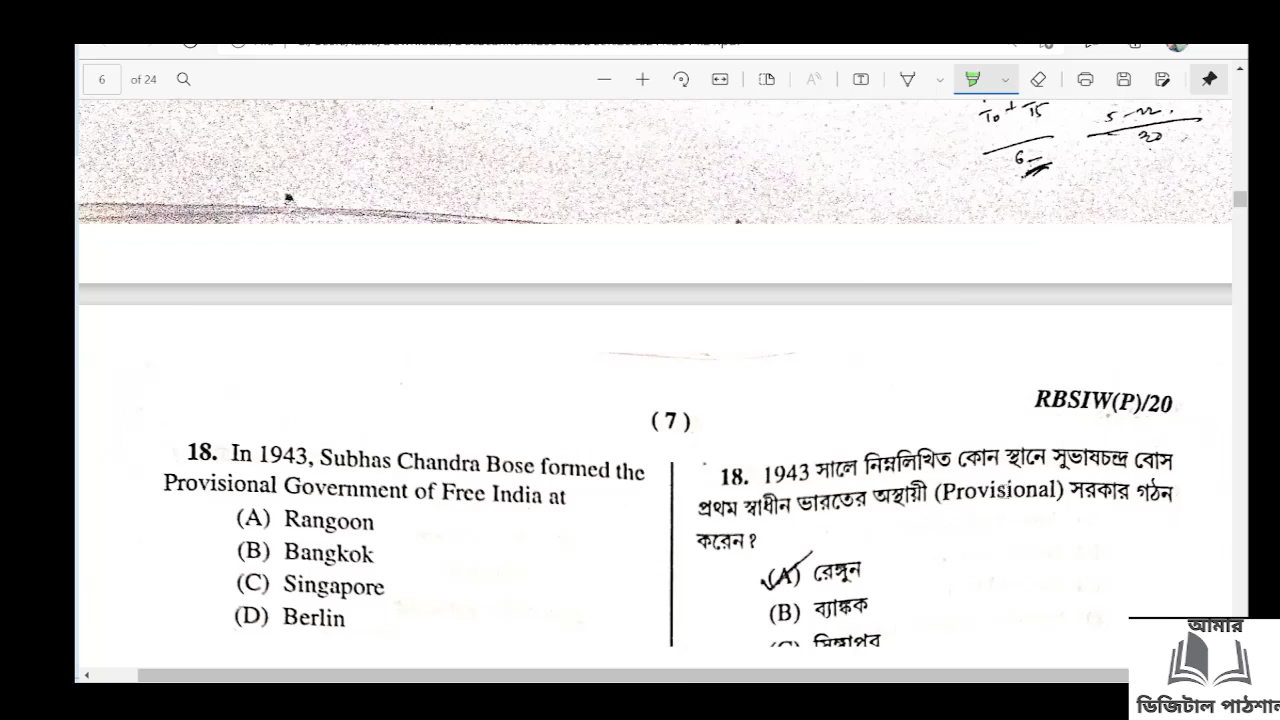 6 of 24
6
30
RBSIW(P)/20
( 7 )
18. In 1943, Subhas Chandra Bose formed the
Provisional Government of Free India at
(A) Rangoon
(B) Bangkok
(C) Singapore
(D) Berlin
18. 1943 সালে নিম্নলিখিত কোন স্থানে সুভাষচন্দ্র বোস
প্রথম স্বাধীন ভারতের অস্থায়ী (Provisional) সরকার গঠন
করেন?
(A) রেঙ্গুন
(B) ব্যাঙ্কক
(C) সিঙ্গাপুর
আমার
ডিজিটাল পাঠশাল